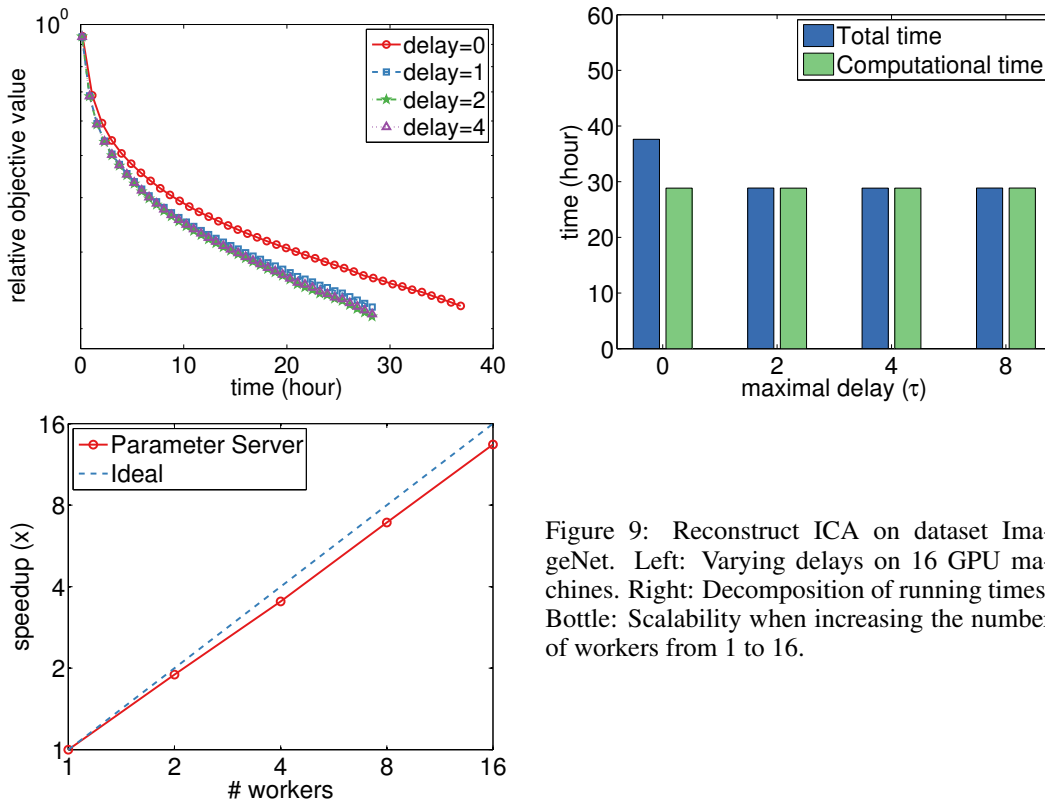 10^0
relative objective value
delay=0
delay=1
delay=2
delay=4
0
10
20
30
40
time (hour)
60
50
40
30
20
10
0
time (hour)
Total time
Computational time
0
2
4
8
maximal delay (τ)
16
8
4
2
1
speedup (x)
Parameter Server
Ideal
1
2
4
8
16
# workers
Figure 9: Reconstruct ICA on dataset Ima-
geNet. Left: Varying delays on 16 GPU ma-
chines. Right: Decomposition of running times
Bottle: Scalability when increasing the number
of workers from 1 to 16.